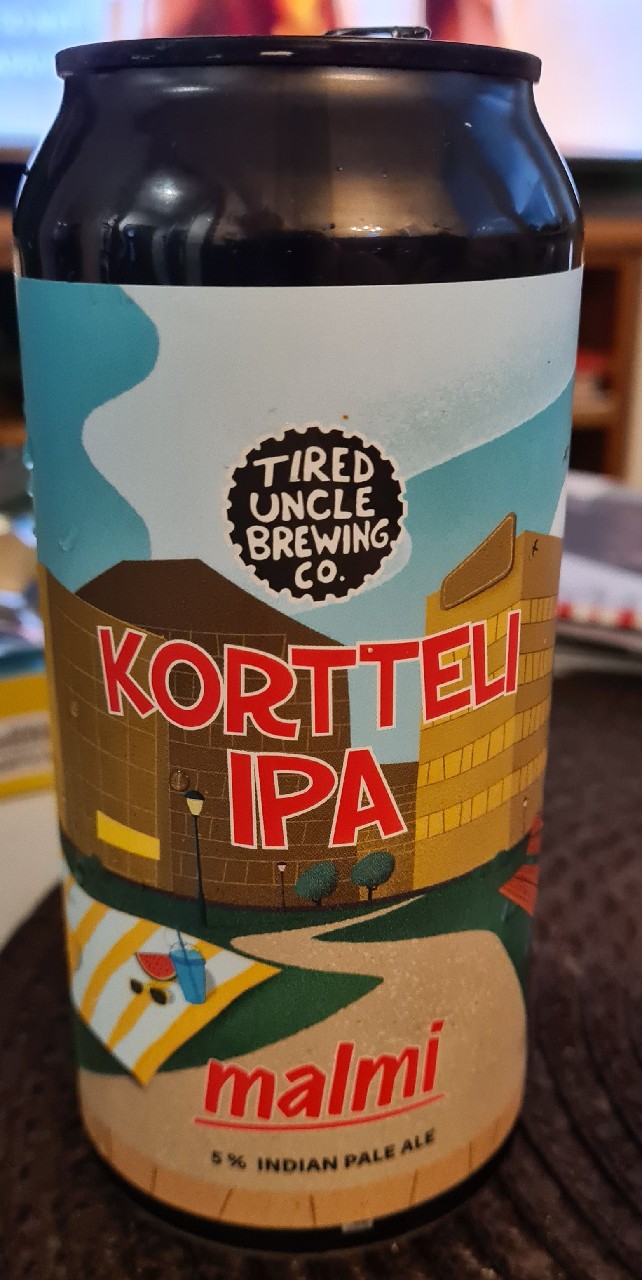 TIRED
UNCLE
BREWING
CO.
KORTTELI
IPA
malmi
5% INDIAN PALE ALE